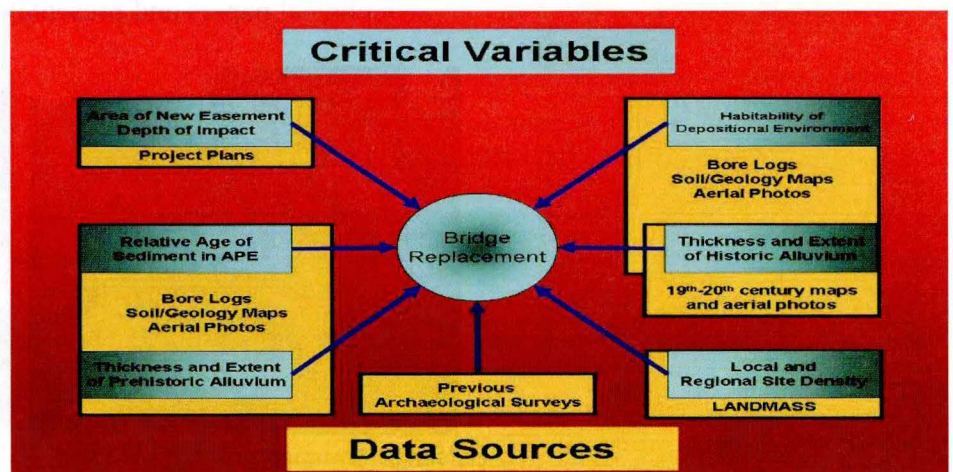 Critical Variables
Area of New Easement
Depth of Impact
Project Plans
Habitability of
Depositional Environment
Bore Logs
Soil/Geology Maps
Aerial Photos
Relative Age of
Sediment in APE
Bore Logs
Soil/Geology Maps
Aerial Photos
Thickness and Extent
of Prehistoric Alluvium
Bridge
Replacement
Thickness and Extent
of Historic Alluvium
19th-20th century maps
and aerial photos
Previous
Archaeological Surveys
Local and
Regional Site Density
LANDMASS
Data Sources